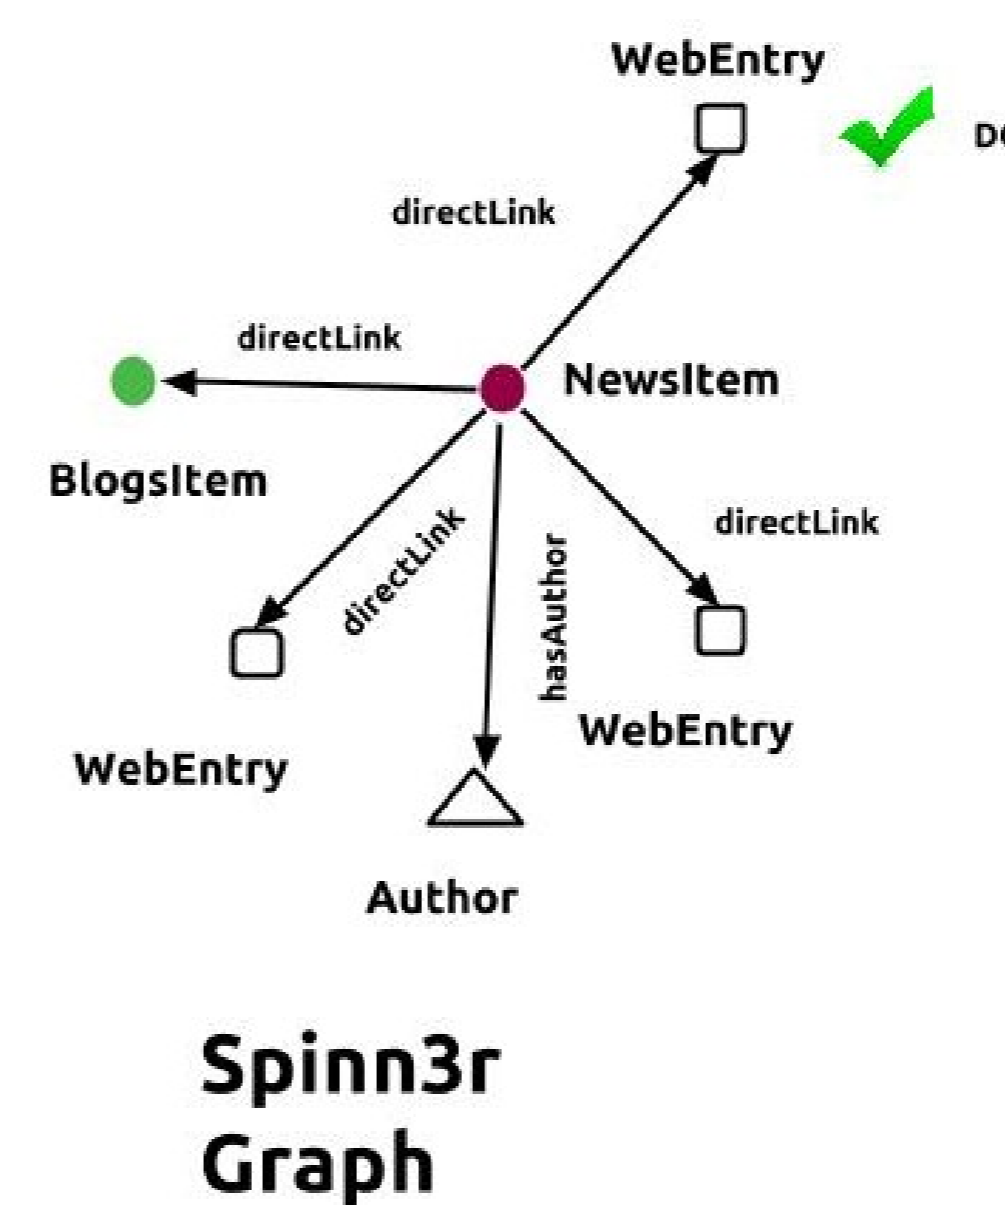 WebEntry
directLink
directLink
NewsItem
BlogsItem
directLink
directLink
hasAuthor
WebEntry
WebEntry
Author
Spinn3r
Graph